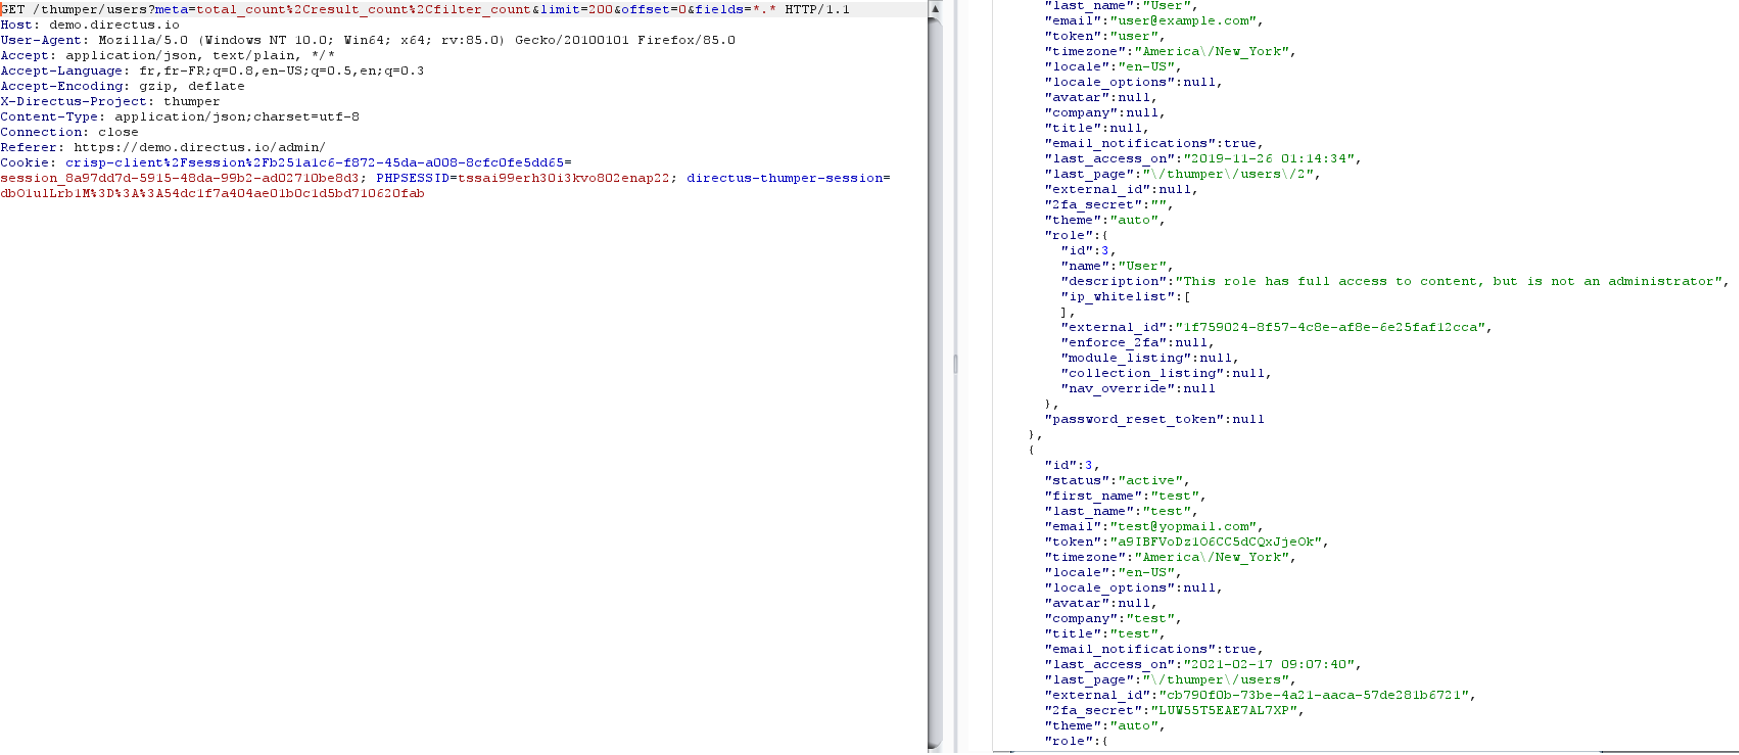 GET /thumper/users?meta=total_count%2Cresult_count%2Cfilter_count&limit=200&offset=0&fields=*.* HTTP/1.1
Host: demo.directus.io
User-Agent: Mozilla/5.0 (Windows NT 10.0; Win64; x64; rv:85.0) Gecko/20100101 Firefox/85.0
Accept: application/json, text/plain, */*
Accept-Language: fr,fr-FR;q=0.8,en-US;q=0.5,en;q=0.3
Accept-Encoding: gzip, deflate
X-Directus-Project: thumper
Content-Type: application/json;charset=utf-8
Connection: close
Referer: https://demo.directus.io/admin/
Cookie: crisp-client%2Fsession%2Fb251a1c6-f872-45da-a008-8cfc0fe5dd65=
session_8a97dd7d-5915-48da-99b2-ad02710be8d3; PHPSESSID=tssai99erh30i3kvo802enap22; directus-thumper-session=
dbO1u1Lrb1M%3D%3A%3A54dc1f7a404ae01b0c1d5bd710620fab
"last_name":"User",
"email":"user@example.com",
"token":"user",
"timezone":"America\/New_York",
"locale":"en-US",
"locale_options":null,
"avatar":null,
"company":null,
"title":null,
"email_notifications":true,
"last_access_on":"2019-11-26 01:14:34",
"last_page":"\/thumper\/users\/2",
"external_id":null,
"2fa_secret":"",
"theme":"auto",
"role":{
"id":3,
"name":"User",
"description":"This role has full access to content, but is not an administrator",
"ip_whitelist":[
],
"external_id":"1f759024-8f57-4c8e-af8e-6e25faf12cca",
"enforce_2fa":null,
"module_listing":null,
"collection_listing":null,
"nav_override":null
},
"password_reset_token":null
},
{
"id":3,
"status":"active",
"first_name":"test",
"last_name":"test",
"email":"test@yopmail.com",
"token":"a9IBFVoDz1O6CC5dCQxJjeOk",
"timezone":"America\/New_York",
"locale":"en-US",
"locale_options":null,
"avatar":null,
"company":"test",
"title":"test",
"email_notifications":true,
"last_access_on":"2021-02-17 09:07:40",
"last_page":"\/thumper\/users",
"external_id":"cb790f0b-73be-4a21-aaca-57de281b6721",
"2fa_secret":"LUW55T5EAE7AL7XP",
"theme":"auto",
"role":{